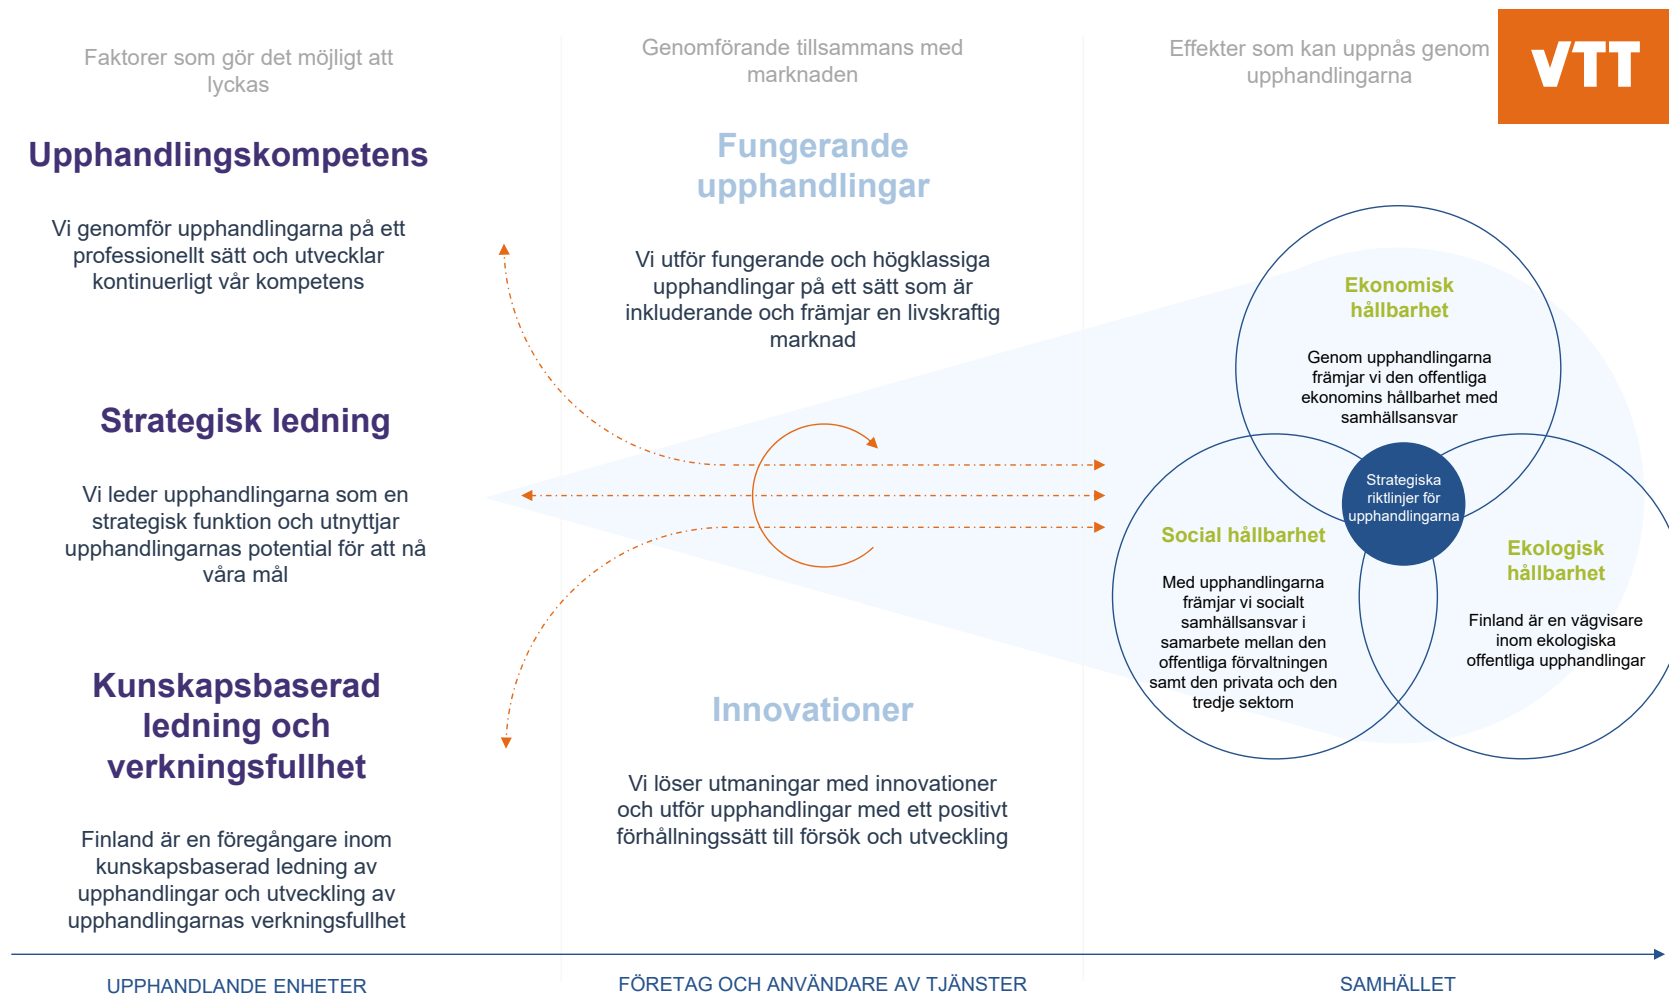 Faktorer som gör det möjligt att
lyckas
Upphandlingskompetens
Vi genomför upphandlingarna på ett
professionellt sätt och utvecklar
kontinuerligt vår kompetens
Strategisk ledning
Vi leder upphandlingarna som en
strategisk funktion och utnyttjar
upphandlingarnas potential för att nå
våra mål
Kunskapsbaserad
ledning och
verkningsfullhet
Finland är en föregångare inom
kunskapsbaserad ledning av
upphandlingar och utveckling av
upphandlingarnas verkningsfullhet
UPPHANDLANDE ENHETER
Genomförande tillsammans med
marknaden
Fungerande
upphandlingar
Vi utför fungerande och högklassiga
upphandlingar på ett sätt som är
inkluderande och främjar en livskraftig
marknad
Innovationer
Vi löser utmaningar med innovationer
och utför upphandlingar med ett positivt
förhållningssätt till försök och utveckling
FÖRETAG OCH ANVÄNDARE AV TJÄNSTER
Effekter som kan uppnås genom
upphandlingarna
VTT
Ekonomisk
hållbarhet
Genom upphandlingarna
främjar vi den offentliga
ekonomins hållbarhet med
samhällsansvar
Strategiska
riktlinjer för
upphandlingarna
Social hållbarhet
Med upphandlingarna
främjar vi socialt
samhällsansvar i
samarbete mellan den
offentliga förvaltningen
samt den privata och den
tredje sektorn
Ekologisk
hållbarhet
Finland är en vägvisare
inom ekologiska
offentliga upphandlingar
SAMHÄLLET